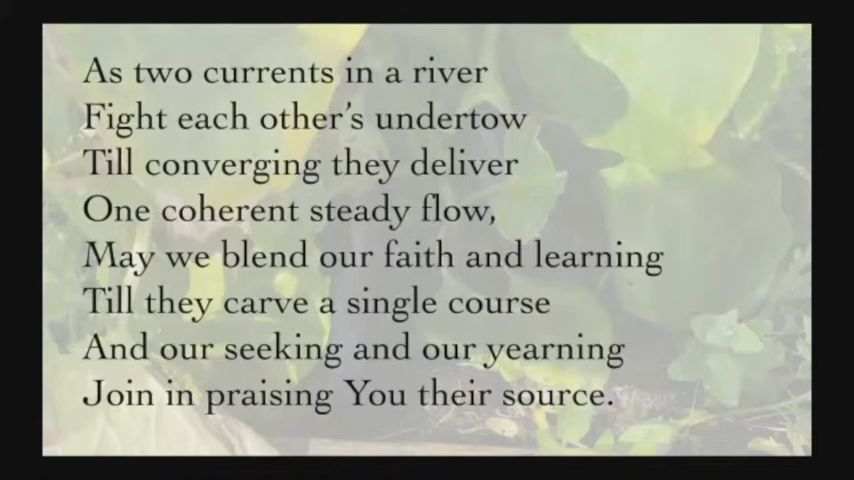 As two currents in a river
Fight each other’s undertow
Till converging they deliver
One coherent steady flow,
May we blend our faith and learning
Till they carve a single course
And our seeking and our yearning
Join in praising You their source.